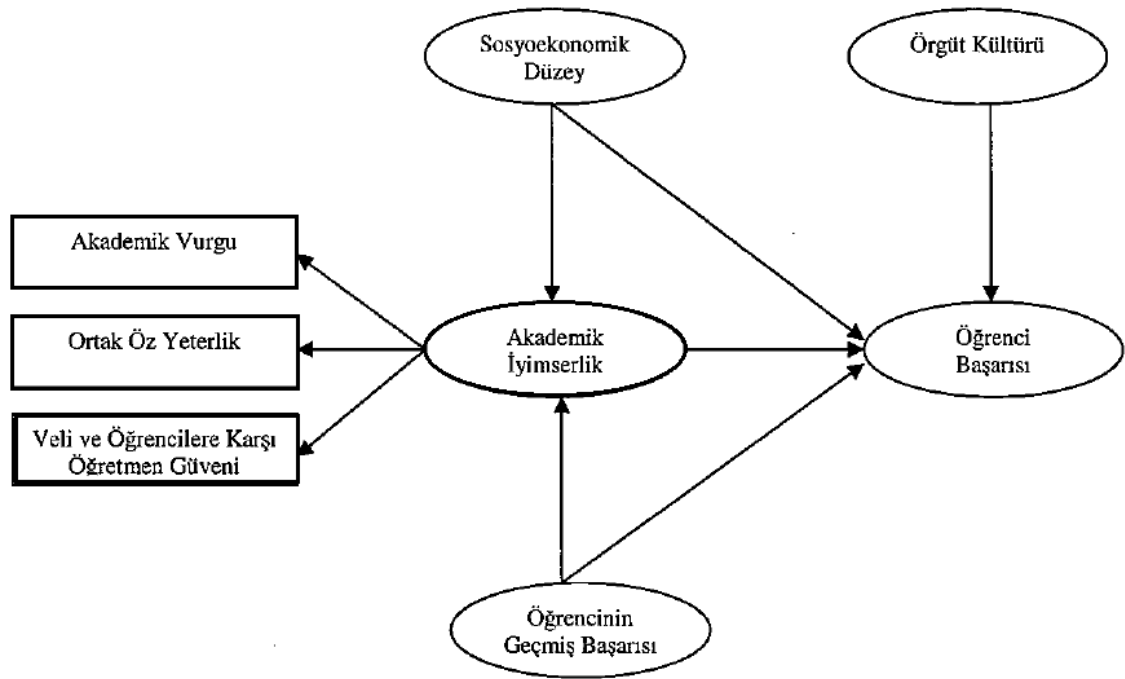 Sosyoekonomik
Düzey
Örgüt Kültürü
Akademik Vurgu
Ortak Öz Yeterlik
Veli ve Öğrencilere Karşı
Öğretmen Güveni
Akademik
İyimserlik
Öğrenci
Başarısı
Öğrencinin
Geçmiş Başarısı